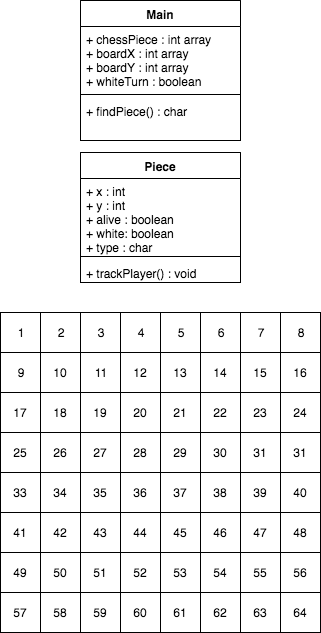 Main
+ chessPiece : int array
+ boardX : int array
+ boardY : int array
+ whiteTurn : boolean
+ findPiece() : char
Piece
+ x : int
+ y : int
+ alive : boolean
+ white: boolean
+ type : char
+ trackPlayer() : void
1 2 3 4 5 6 7 8
9 10 11 12 13 14 15 16
17 18 19 20 21 22 23 24
25 26 27 28 29 30 31 31
33 34 35 36 37 38 39 40
41 42 43 44 45 46 47 48
49 50 51 52 53 54 55 56
57 58 59 60 61 62 63 64